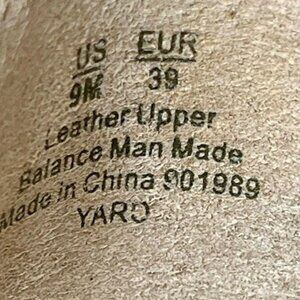 US EUR
9M 39
Leather Upper
Balance Man Made
Made in China 901989
YARD